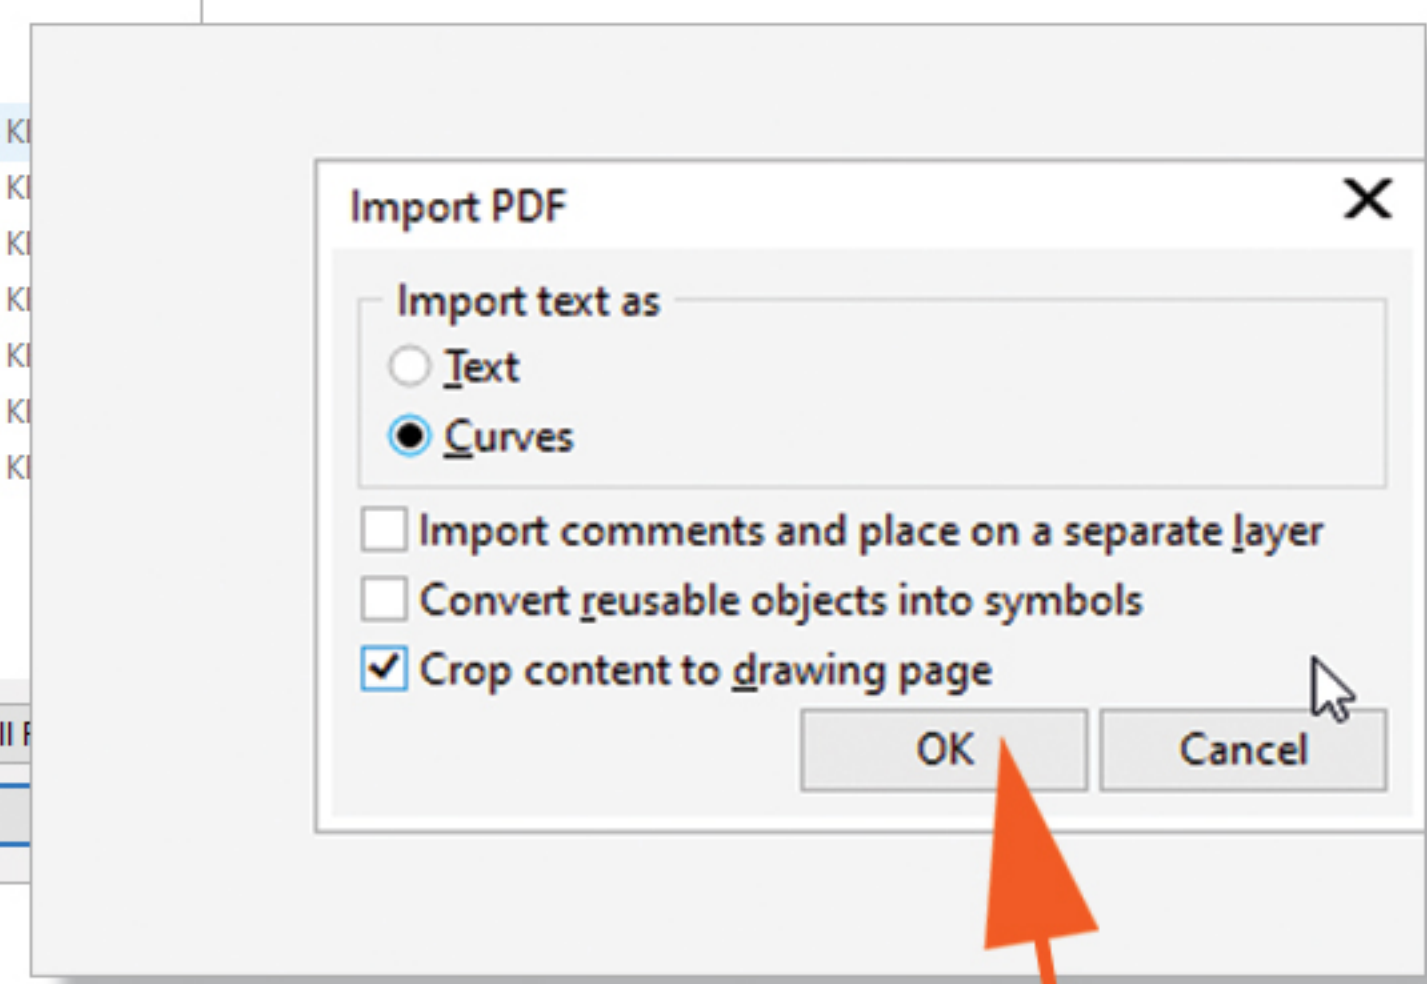 Import PDF
Import text as
Text
Curves
Import comments and place on a separate layer
Convert reusable objects into symbols
Crop content to drawing page
OK
Cancel